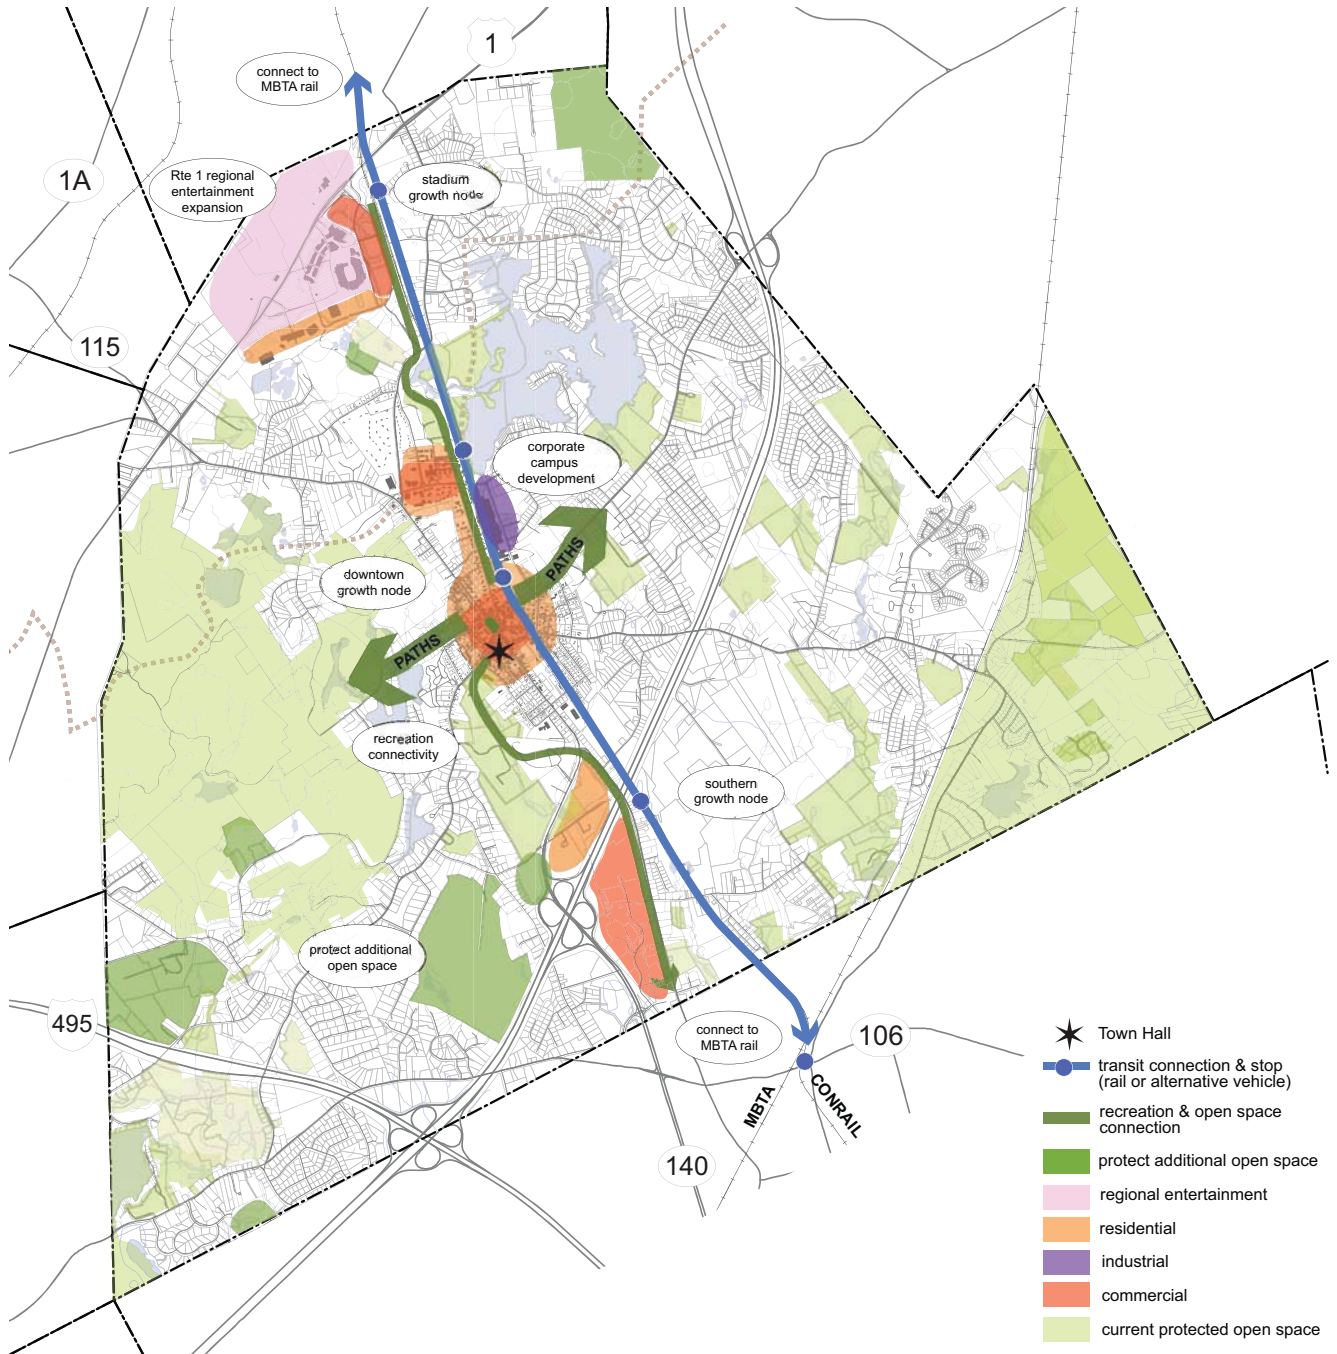 1
connect to
MBTA rail
1A
Rte 1 regional
entertainment
expansion
stadium
growth node
115
corporate
campus
development
PATHS
downtown
growth node
PATHS
recreation
connectivity
southern
growth node
protect additional
open space
495
connect to
MBTA rail
106
MBTA
CONRAIL
140
Town Hall
transit connection & stop
(rail or alternative vehicle)
recreation & open space
connection
protect additional open space
regional entertainment
residential
industrial
commercial
current protected open space